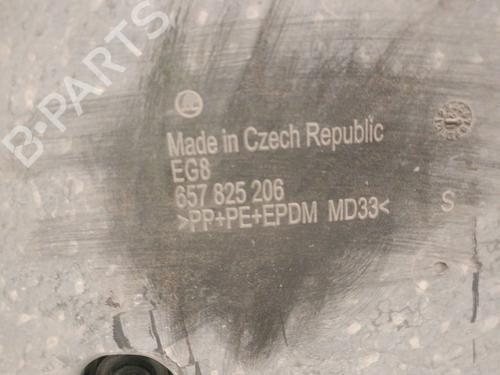 B-PARTS
Made in Czech Republic
EG8
657 825 206
>PP+PE+EPDM MD33<
S